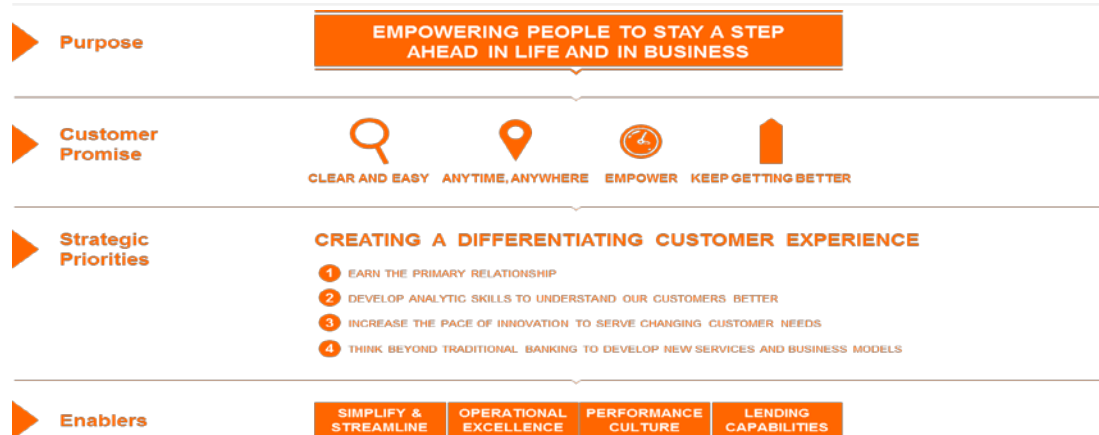 Purpose
EMPOWERING PEOPLE TO STAY A STEP
AHEAD IN LIFE AND IN BUSINESS
Customer
Promise
CLEAR AND EASY
ANYTIME, ANYWHERE
EMPOWER
KEEP GETTING BETTER
Strategic
Priorities
CREATING A DIFFERENTIATING CUSTOMER EXPERIENCE
1 EARN THE PRIMARY RELATIONSHIP
2 DEVELOP ANALYTIC SKILLS TO UNDERSTAND OUR CUSTOMERS BETTER
3 INCREASE THE PACE OF INNOVATION TO SERVE CHANGING CUSTOMER NEEDS
4 THINK BEYOND TRADITIONAL BANKING TO DEVELOP NEW SERVICES AND BUSINESS MODELS
Enablers
SIMPLIFY &
STREAMLINE
OPERATIONAL
EXCELLENCE
PERFORMANCE
CULTURE
LENDING
CAPABILITIES